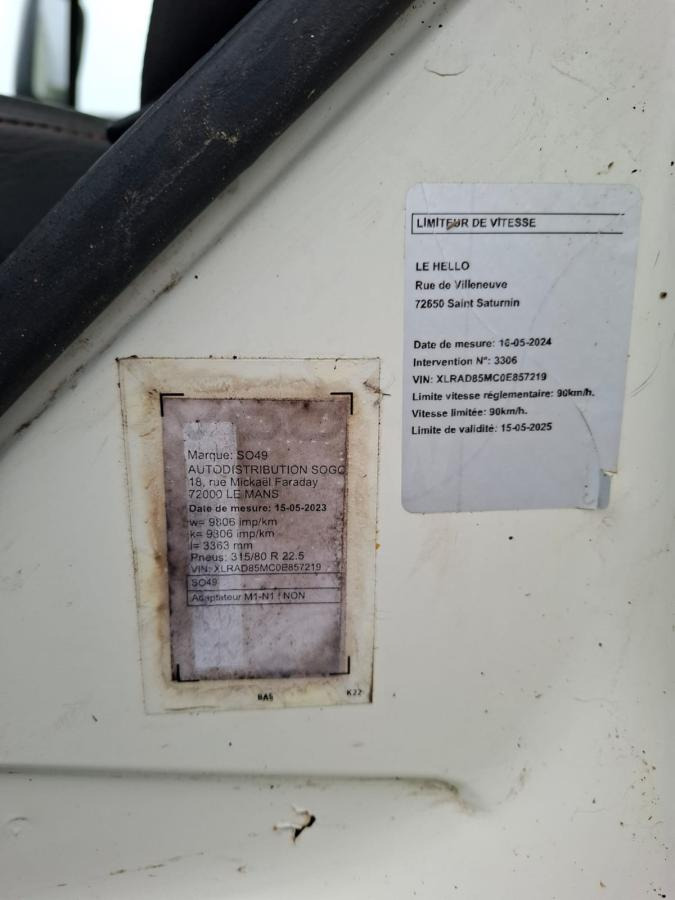 LIMITEUR DE VITESSE
LE HELLO
Rue de Villeneuve
72650 Saint Saturnin
Date de mesure: 16-05-2024
Intervention N°: 3306
VIN: XLRAD85MC0E857219
Limite vitesse réglementaire: 90km/h.
Vitesse limitée: 90km/h.
Limite de validité: 15-05-2025
Marque: SO49
AUTODISTRIBUTION SOGO
18, rue Mickaël Faraday
72000 LE MANS
Date de mesure: 15-05-2023
w= 9806 imp/km
k= 9806 imp/km
l= 3363 mm
Pneus: 315/80 R 22.5
VIN: XLRAD85MC0E857219
SO49
Adaptateur M1-N1 : NON
BAS K22